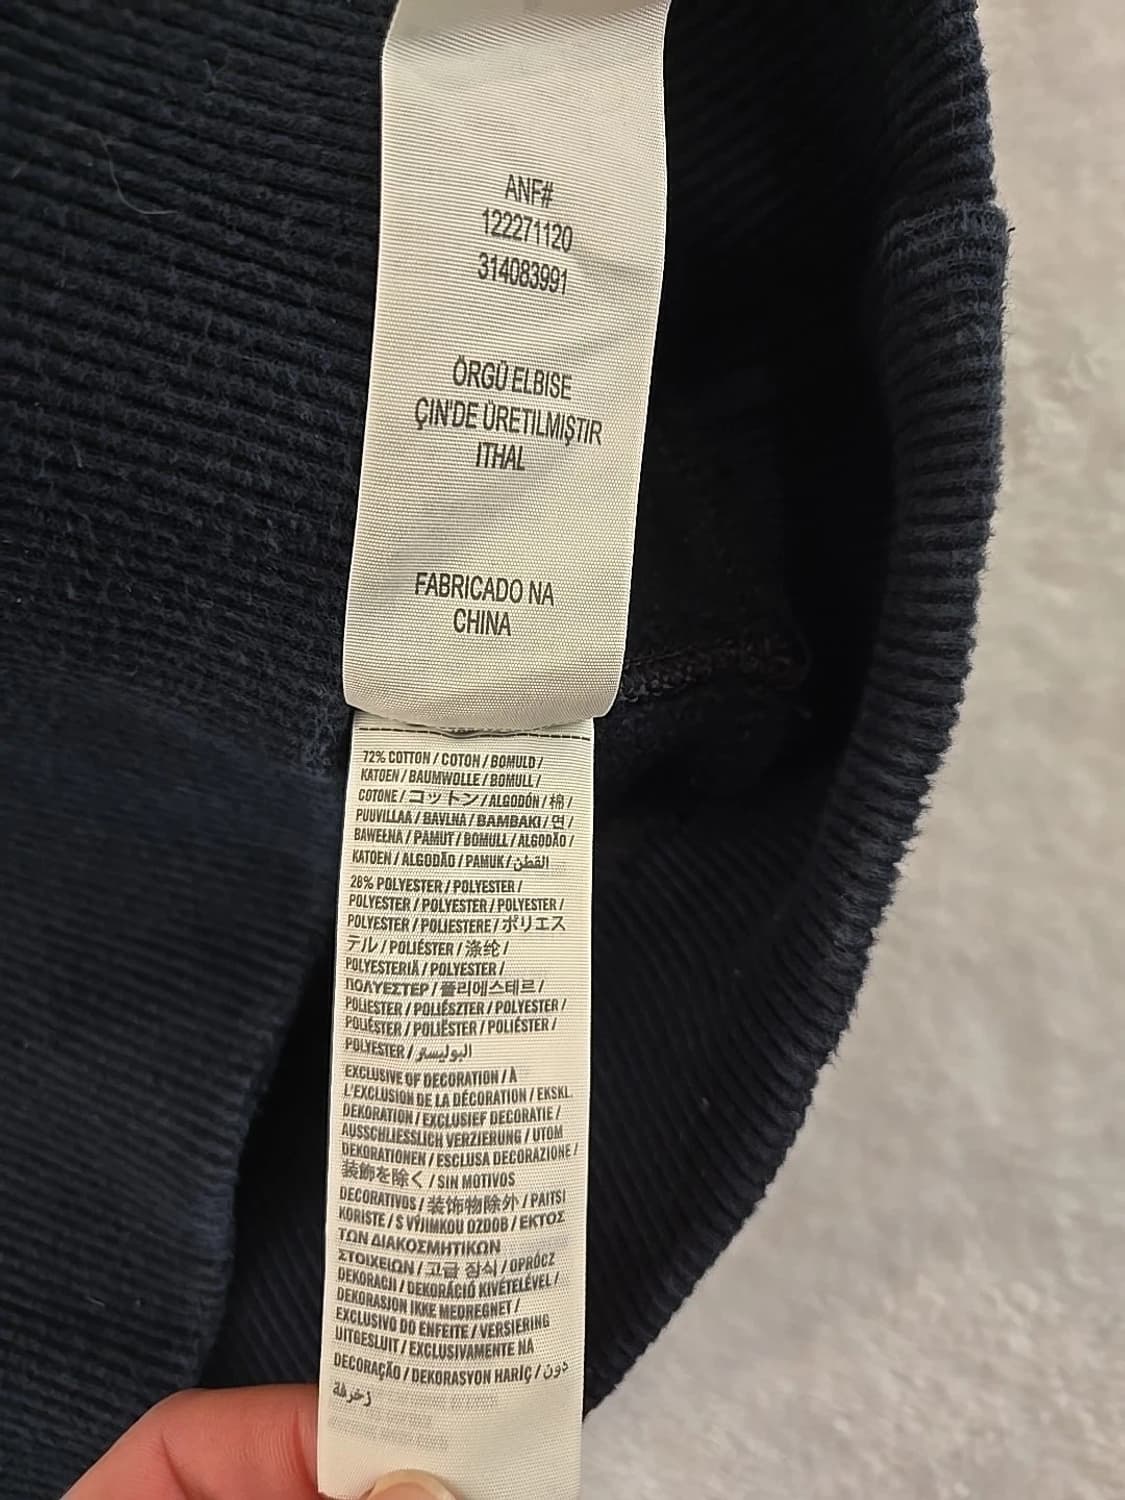 ANF#
122271120
314083991
ÖRGÜ ELBISE
ÇIN'DE ÜRETILMIŞTIR
ITHAL
FABRICADO NA
CHINA
72% COTTON / COTON / BOMULD /
KATOEN / BAUMWOLLE / BOMULL /
COTONE / コットン / ALGODÓN / 棉 /
PUUVILLAA / BAVLNA / ΒΑΜΒΑΚΙ / 면 /
BAWEŁNA / PAMUT / BOMULL / ALGODÃO /
KATOEN / ALGODÃO / PAMUK / القطن
28% POLYESTER / POLYESTER /
POLYESTER / POLYESTER / POLYESTER /
POLYESTER / POLIESTERE / ポリエス
テル / POLIÉSTER / 涤纶 /
POLYESTERIÄ / POLYESTER /
ΠΟΛΥΕΣΤΕΡ / 폴리에스테르 /
POLIESTER / POLIÉSZTER / POLYESTER /
POLIÉSTER / POLIËSTER / POLIÉSTER /
POLYESTER / البوليستر
EXCLUSIVE OF DECORATION / À
L'EXCLUSION DE LA DÉCORATION / EKSKL.
DEKORATION / EXCLUSIEF DECORATIE /
AUSSCHLIESSLICH VERZIERUNG / UTOM
DEKORATIONEN / ESCLUSA DECORAZIONE /
装飾を除く / SIN MOTIVOS
DECORATIVOS / 装饰物除外 / PAITSI
KORISTE / S VÝJIMKOU OZDOB / ΕΚΤΟΣ
ΤΩΝ ΔΙΑΚΟΣΜΗΤΙΚΩΝ
ΣΤΟΙΧΕΙΩΝ / 고급 장식 / OPRÓCZ
DEKORACJI / DEKORÁCIÓ KIVÉTELÉVEL /
DEKORASJON IKKE MEDREGNET /
EXCLUSIVO DO ENFEITE / VERSIERING
UITGESLUIT / EXCLUSIVAMENTE NA
DECORAÇÃO / DEKORASYON HARIÇ / دون
زخرفة